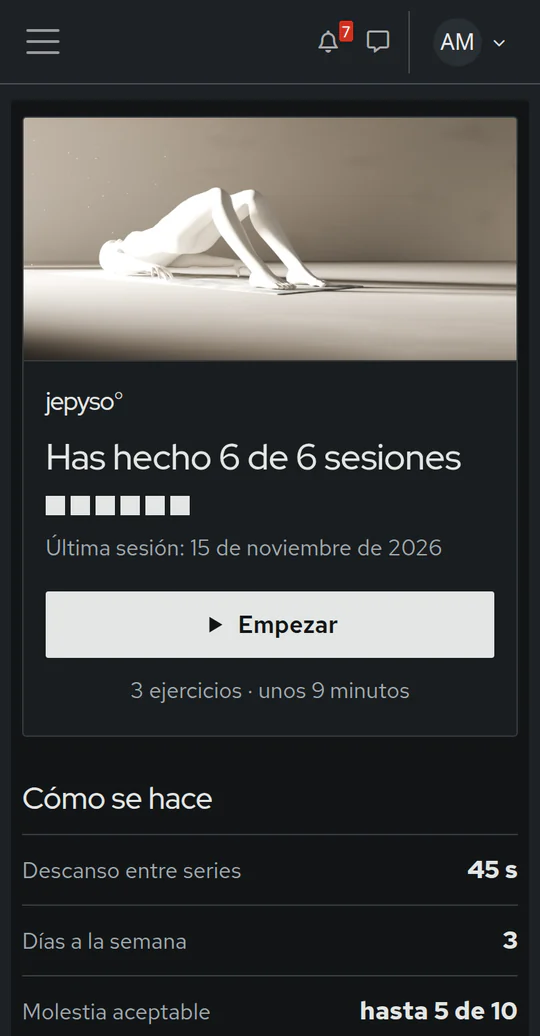 7
AM
jepyso°
Has hecho 6 de 6 sesiones
Última sesión: 15 de noviembre de 2026
Empezar
3 ejercicios · unos 9 minutos
Cómo se hace
Descanso entre series 45 s
Días a la semana 3
Molestia aceptable hasta 5 de 10